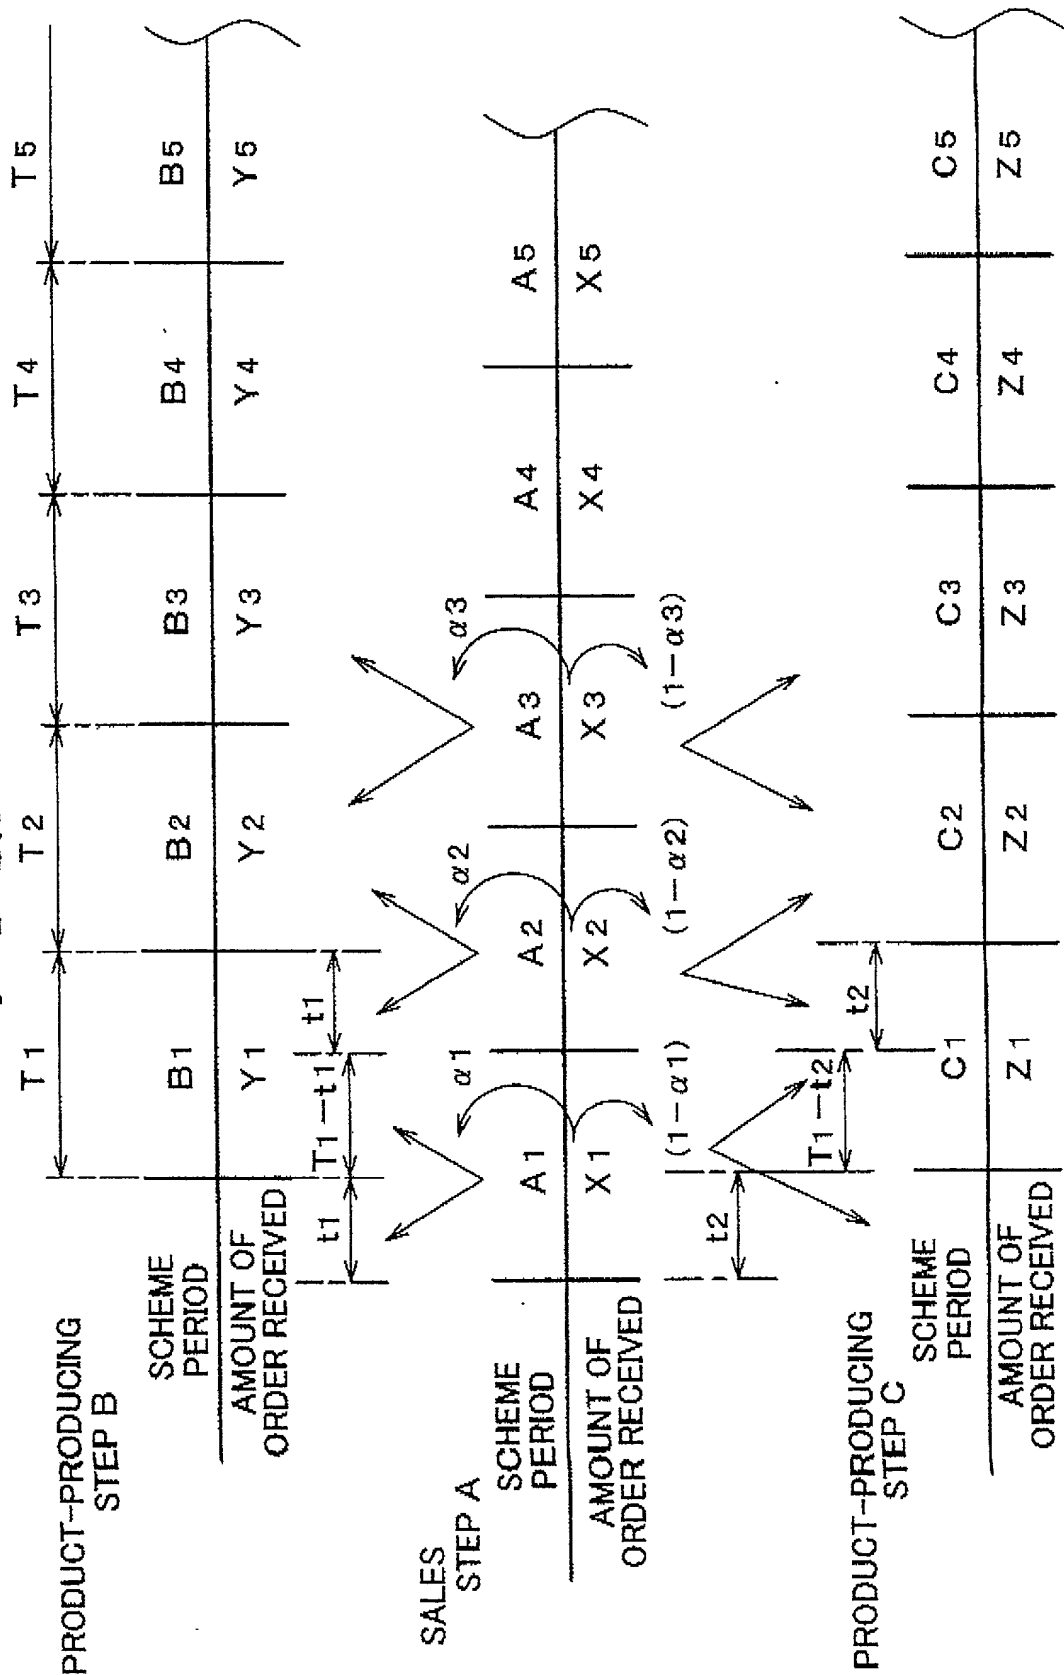 T1 T2 T3 T4 T5
PRODUCT-PRODUCING
STEP B
SCHEME
PERIOD
B1 B2 B3 B4 B5
AMOUNT OF
ORDER RECEIVED
Y1 Y2 Y3 Y4 Y5
t1 T1-t1 t1
α1 α2 α3
SALES
STEP A
SCHEME
PERIOD
A1 A2 A3 A4 A5
AMOUNT OF
ORDER RECEIVED
X1 X2 X3 X4 X5
(1-α1) (1-α2) (1-α3)
t2 T1-t2 t2
PRODUCT-PRODUCING
STEP C
SCHEME
PERIOD
C1 C2 C3 C4 C5
AMOUNT OF
ORDER RECEIVED
Z1 Z2 Z3 Z4 Z5